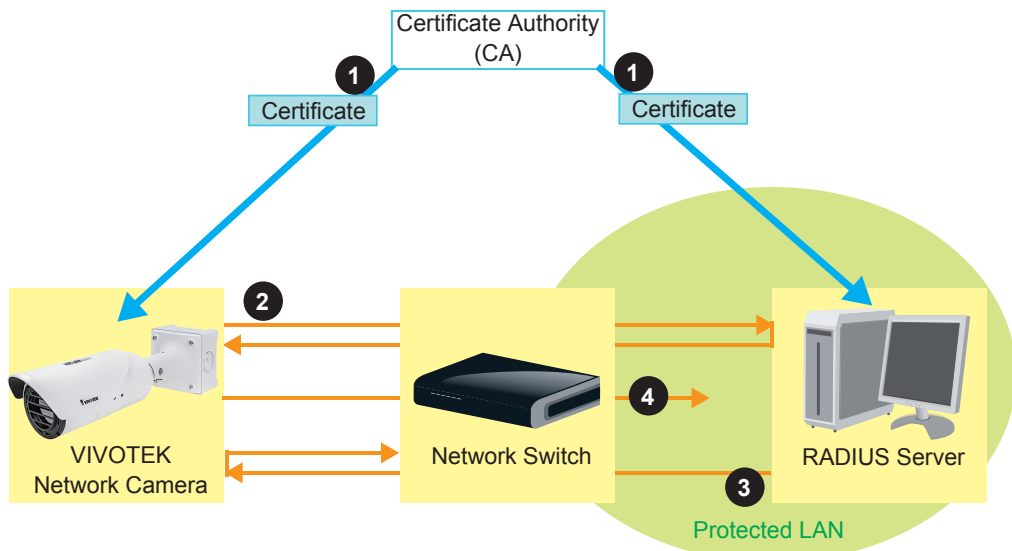 Certificate Authority
(CA)
1
1
Certificate
Certificate
2
VIVOTEK
4
VIVOTEK
Network Camera
Network Switch
RADIUS Server
3
Protected LAN